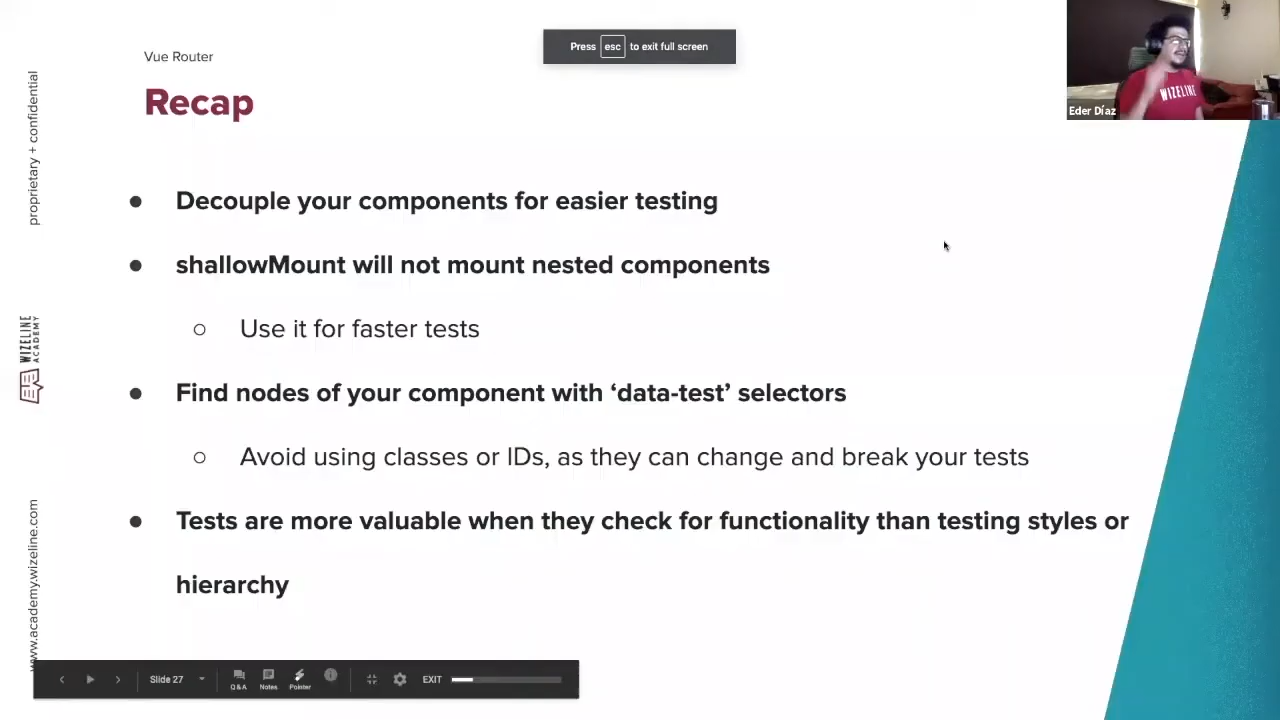 Vue Router
Recap
Press esc to exit full screen
WIZELINE
Eder Díaz
proprietary + confidential
WIZELINE
ACADEMY
www.academy.wizeline.com
● Decouple your components for easier testing
● shallowMount will not mount nested components
○ Use it for faster tests
● Find nodes of your component with ‘data-test’ selectors
○ Avoid using classes or IDs, as they can change and break your tests
● Tests are more valuable when they check for functionality than testing styles or
hierarchy
Slide 27
Q&A
Notes
Pointer
EXIT